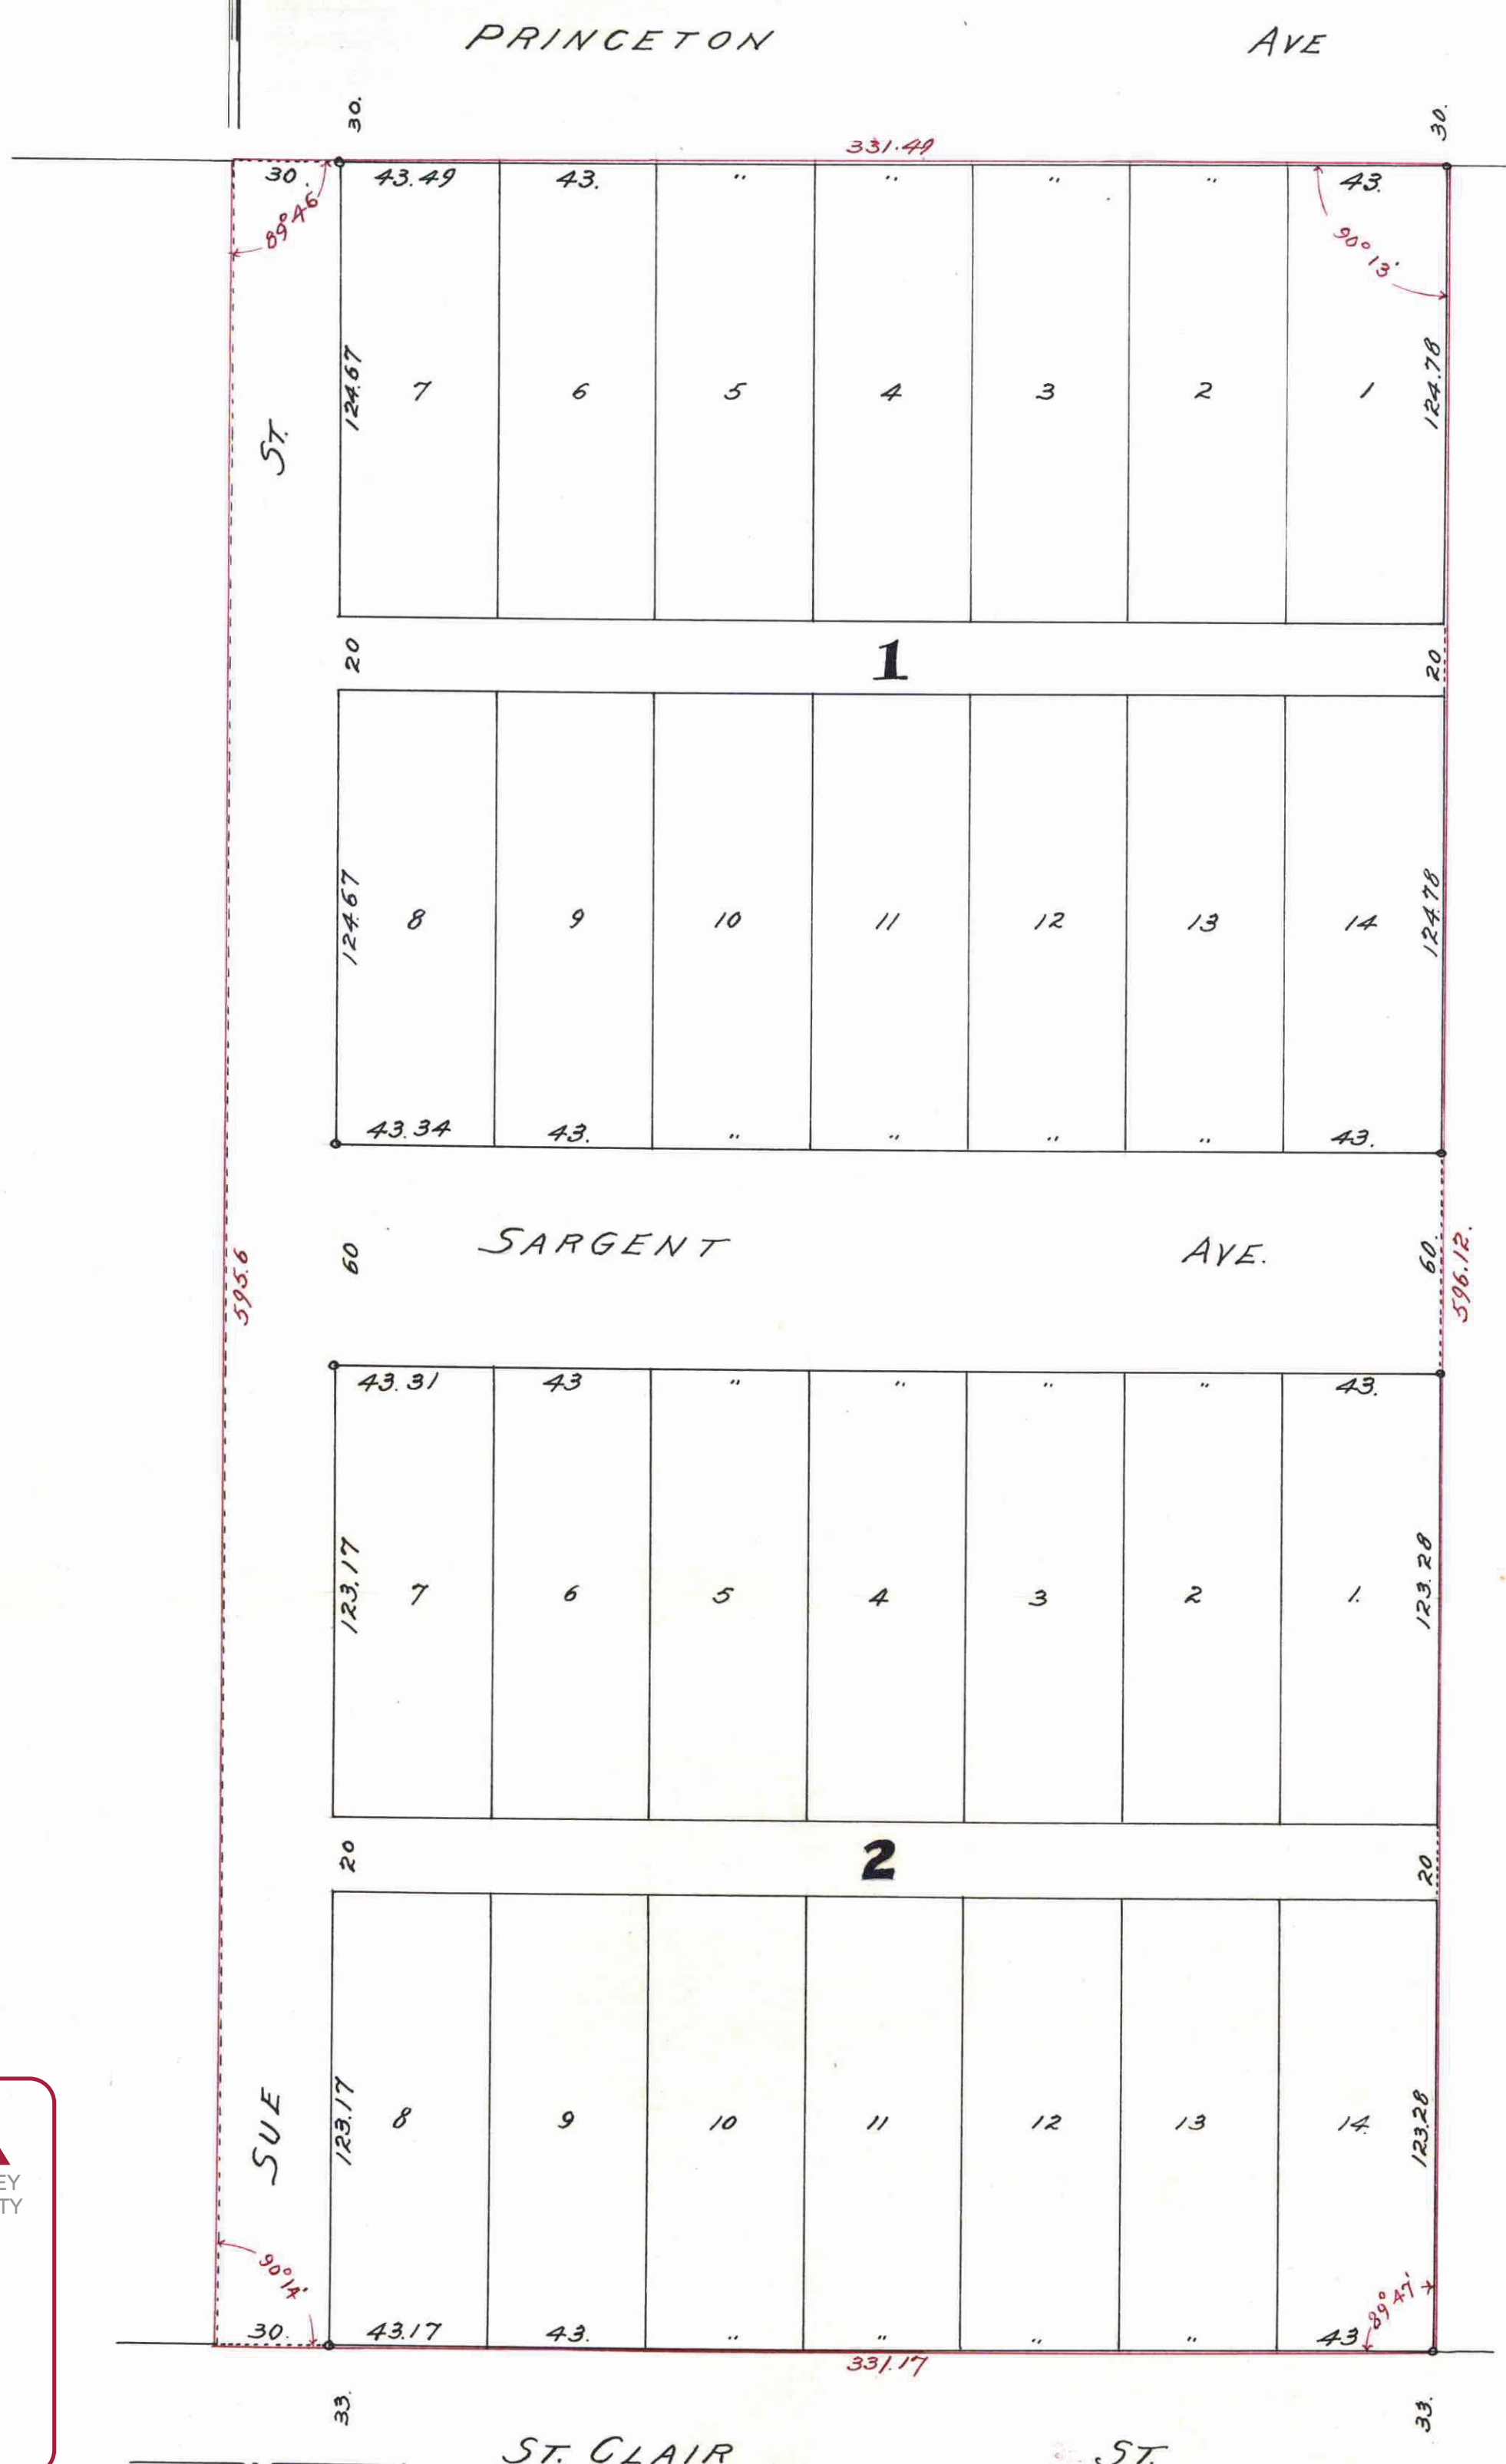 PRINCETON AVE
30. 30.
331.49
30. 43.49 43. " " " " 43.
89°46' 90°13'
124.67 7 6 5 4 3 2 1 124.78
ST.
20 1 20
124.67 8 9 10 11 12 13 14 124.78
43.34 43. " " " " 43.
595.6 60 SARGENT AVE. 60 596.12.
43.31 43 " " " " 43.
123.17 7 6 5 4 3 2 1. 123.28
20 2 20
SUE 123.17 8 9 10 11 12 13 14. 123.28
90°14' 89°47'
30. 43.17 43. " " " " 43
331.17
33. 33.
ST. CLAIR ST.
EY
TY